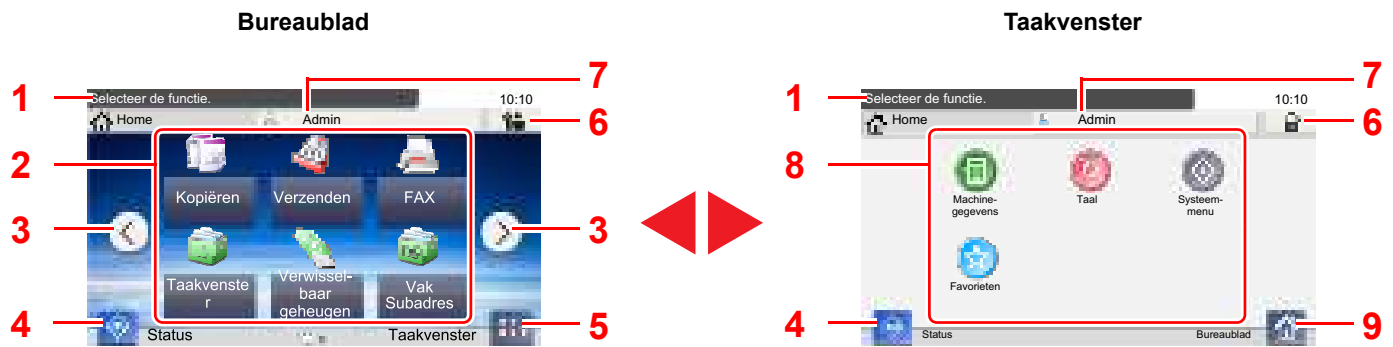 Bureaublad
Taakvenster
7
7
1
Selecteer de functie.
10:10
1
Selecteer de functie.
10:10
Home
Admin
6
Home
Admin
6
2
8
Kopiëren
Verzenden
FAX
Machine-
gegevens
Taal
Systeem-
menu
3
3
Taakvenste
r
Verwissel-
baar
geheugen
Vak
Subadres
Favorieten
4
Status
Taakvenster
5
4
Status
Bureaublad
9